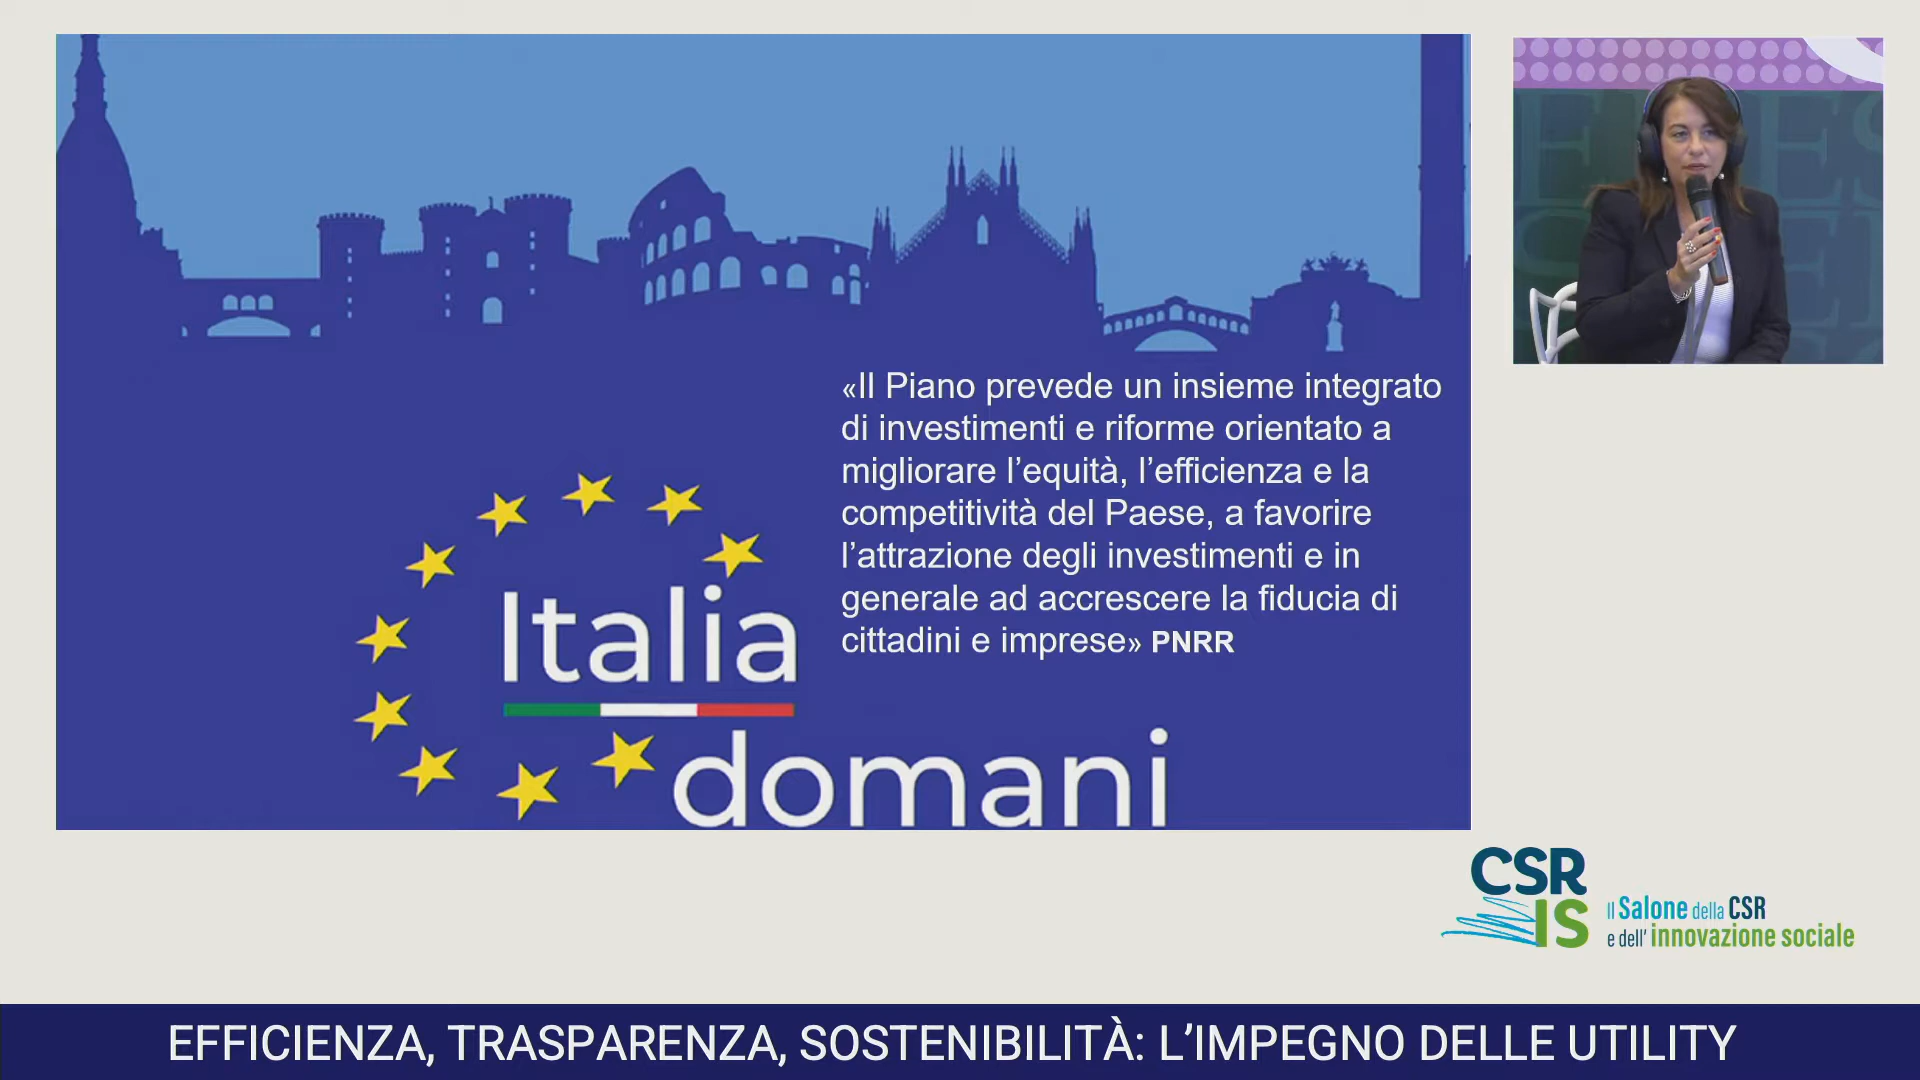 «Il Piano prevede un insieme integrato
di investimenti e riforme orientato a
migliorare l’equità, l’efficienza e la
competitività del Paese, a favorire
l’attrazione degli investimenti e in
generale ad accrescere la fiducia di
cittadini e imprese» PNRR
Italia
domani
CSR
IS
Il Salone della CSR
e dell' innovazione sociale
EFFICIENZA, TRASPARENZA, SOSTENIBILITÀ: L’IMPEGNO DELLE UTILITY